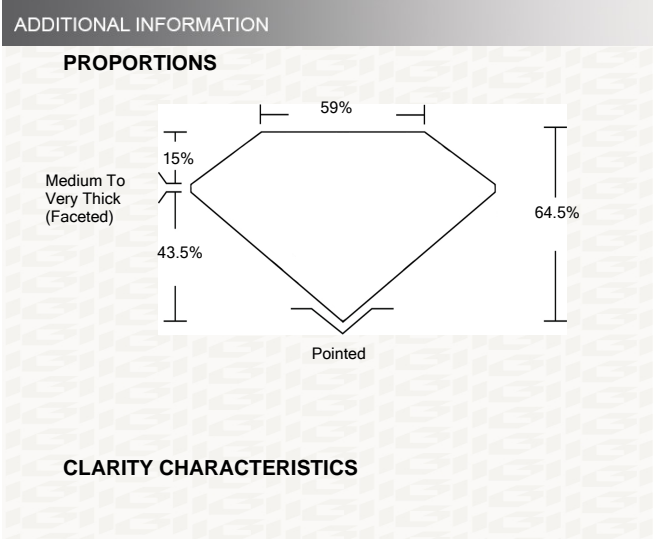 ADDITIONAL INFORMATION
PROPORTIONS
59%
15%
Medium To
Very Thick
(Faceted)
64.5%
43.5%
Pointed
CLARITY CHARACTERISTICS